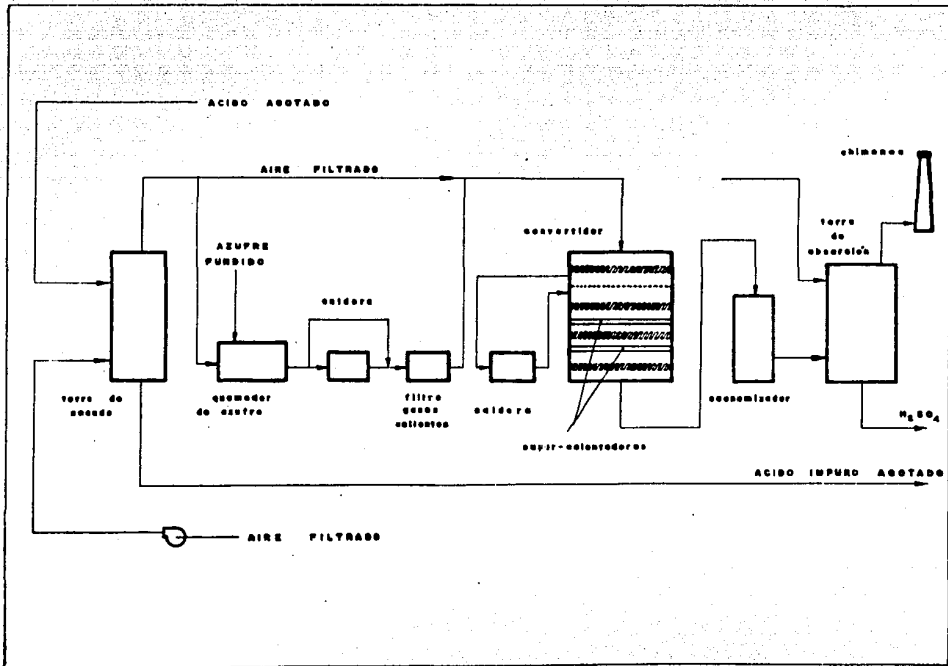 ACIDO AGOTADO
chimenea
AIRE FILTRADO
torre
de
absorción
convertidor
AZUFRE
FUNDIDO
caldera
torre de
secado
quemador
de azufre
filtro
gases
calientes
caldera
economizador
super-calentadores
H₂SO₄
ACIDO IMPURO AGOTADO
AIRE FILTRADO